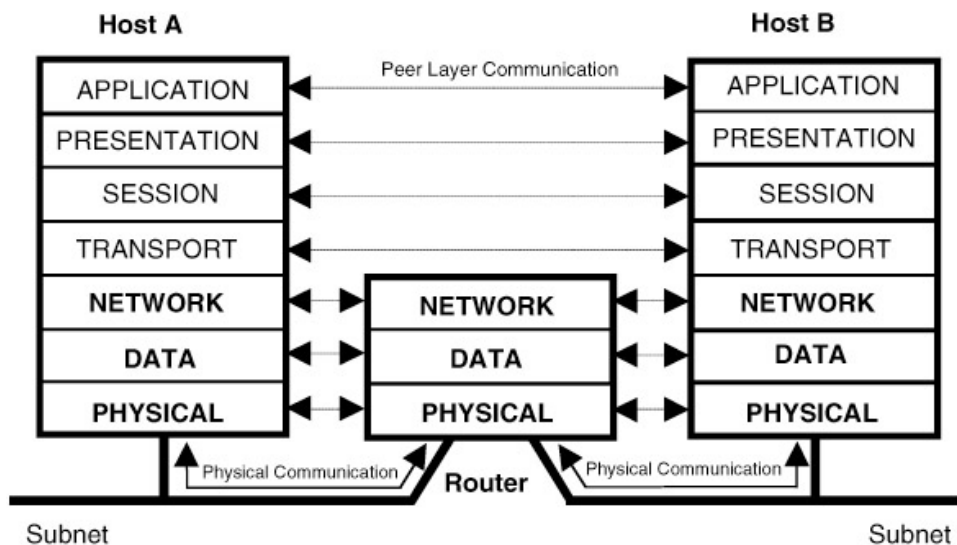 Host A
Host B
Peer Layer Communication
APPLICATION
APPLICATION
PRESENTATION
PRESENTATION
SESSION
SESSION
TRANSPORT
TRANSPORT
NETWORK
NETWORK
NETWORK
DATA
DATA
DATA
PHYSICAL
PHYSICAL
PHYSICAL
Physical Communication
Physical Communication
Router
Subnet
Subnet